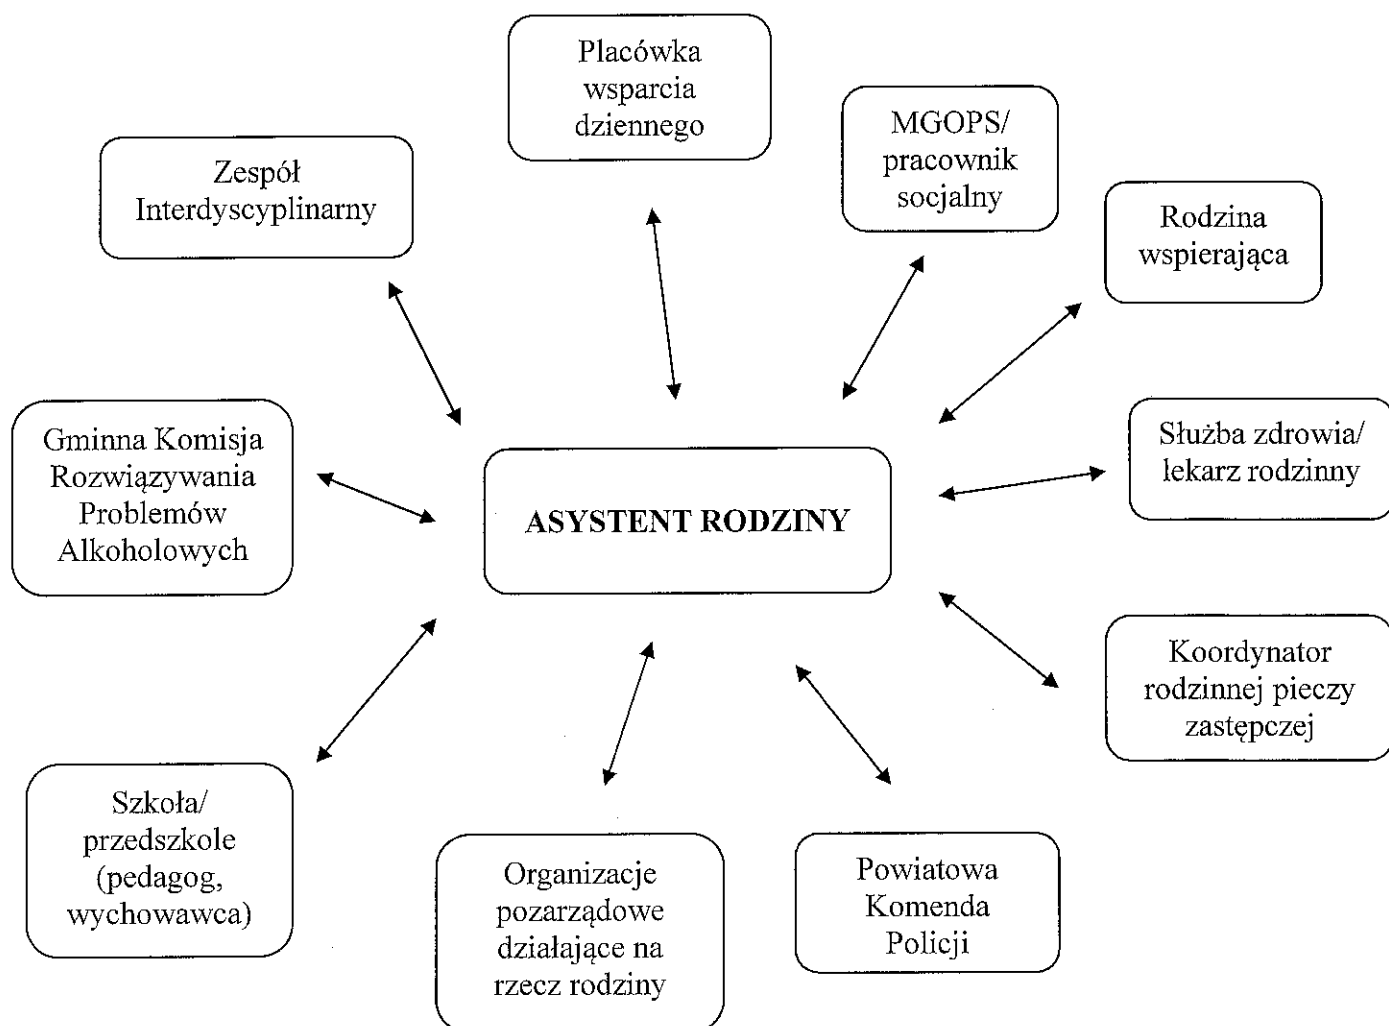 Placówka
wsparcia
dziennego
MGOPS/
pracownik
socjalny
Zespół
Interdyscyplinarny
Rodzina
wspierająca
Gminna Komisja
Rozwiązywania
Problemów
Alkoholowych
Służba zdrowia/
lekarz rodzinny
ASYSTENT RODZINY
Koordynator
rodzinnej pieczy
zastępczej
Szkoła/
przedszkole
(pedagog,
wychowawca)
Organizacje
pozarządowe
działające na
rzecz rodziny
Powiatowa
Komenda
Policji